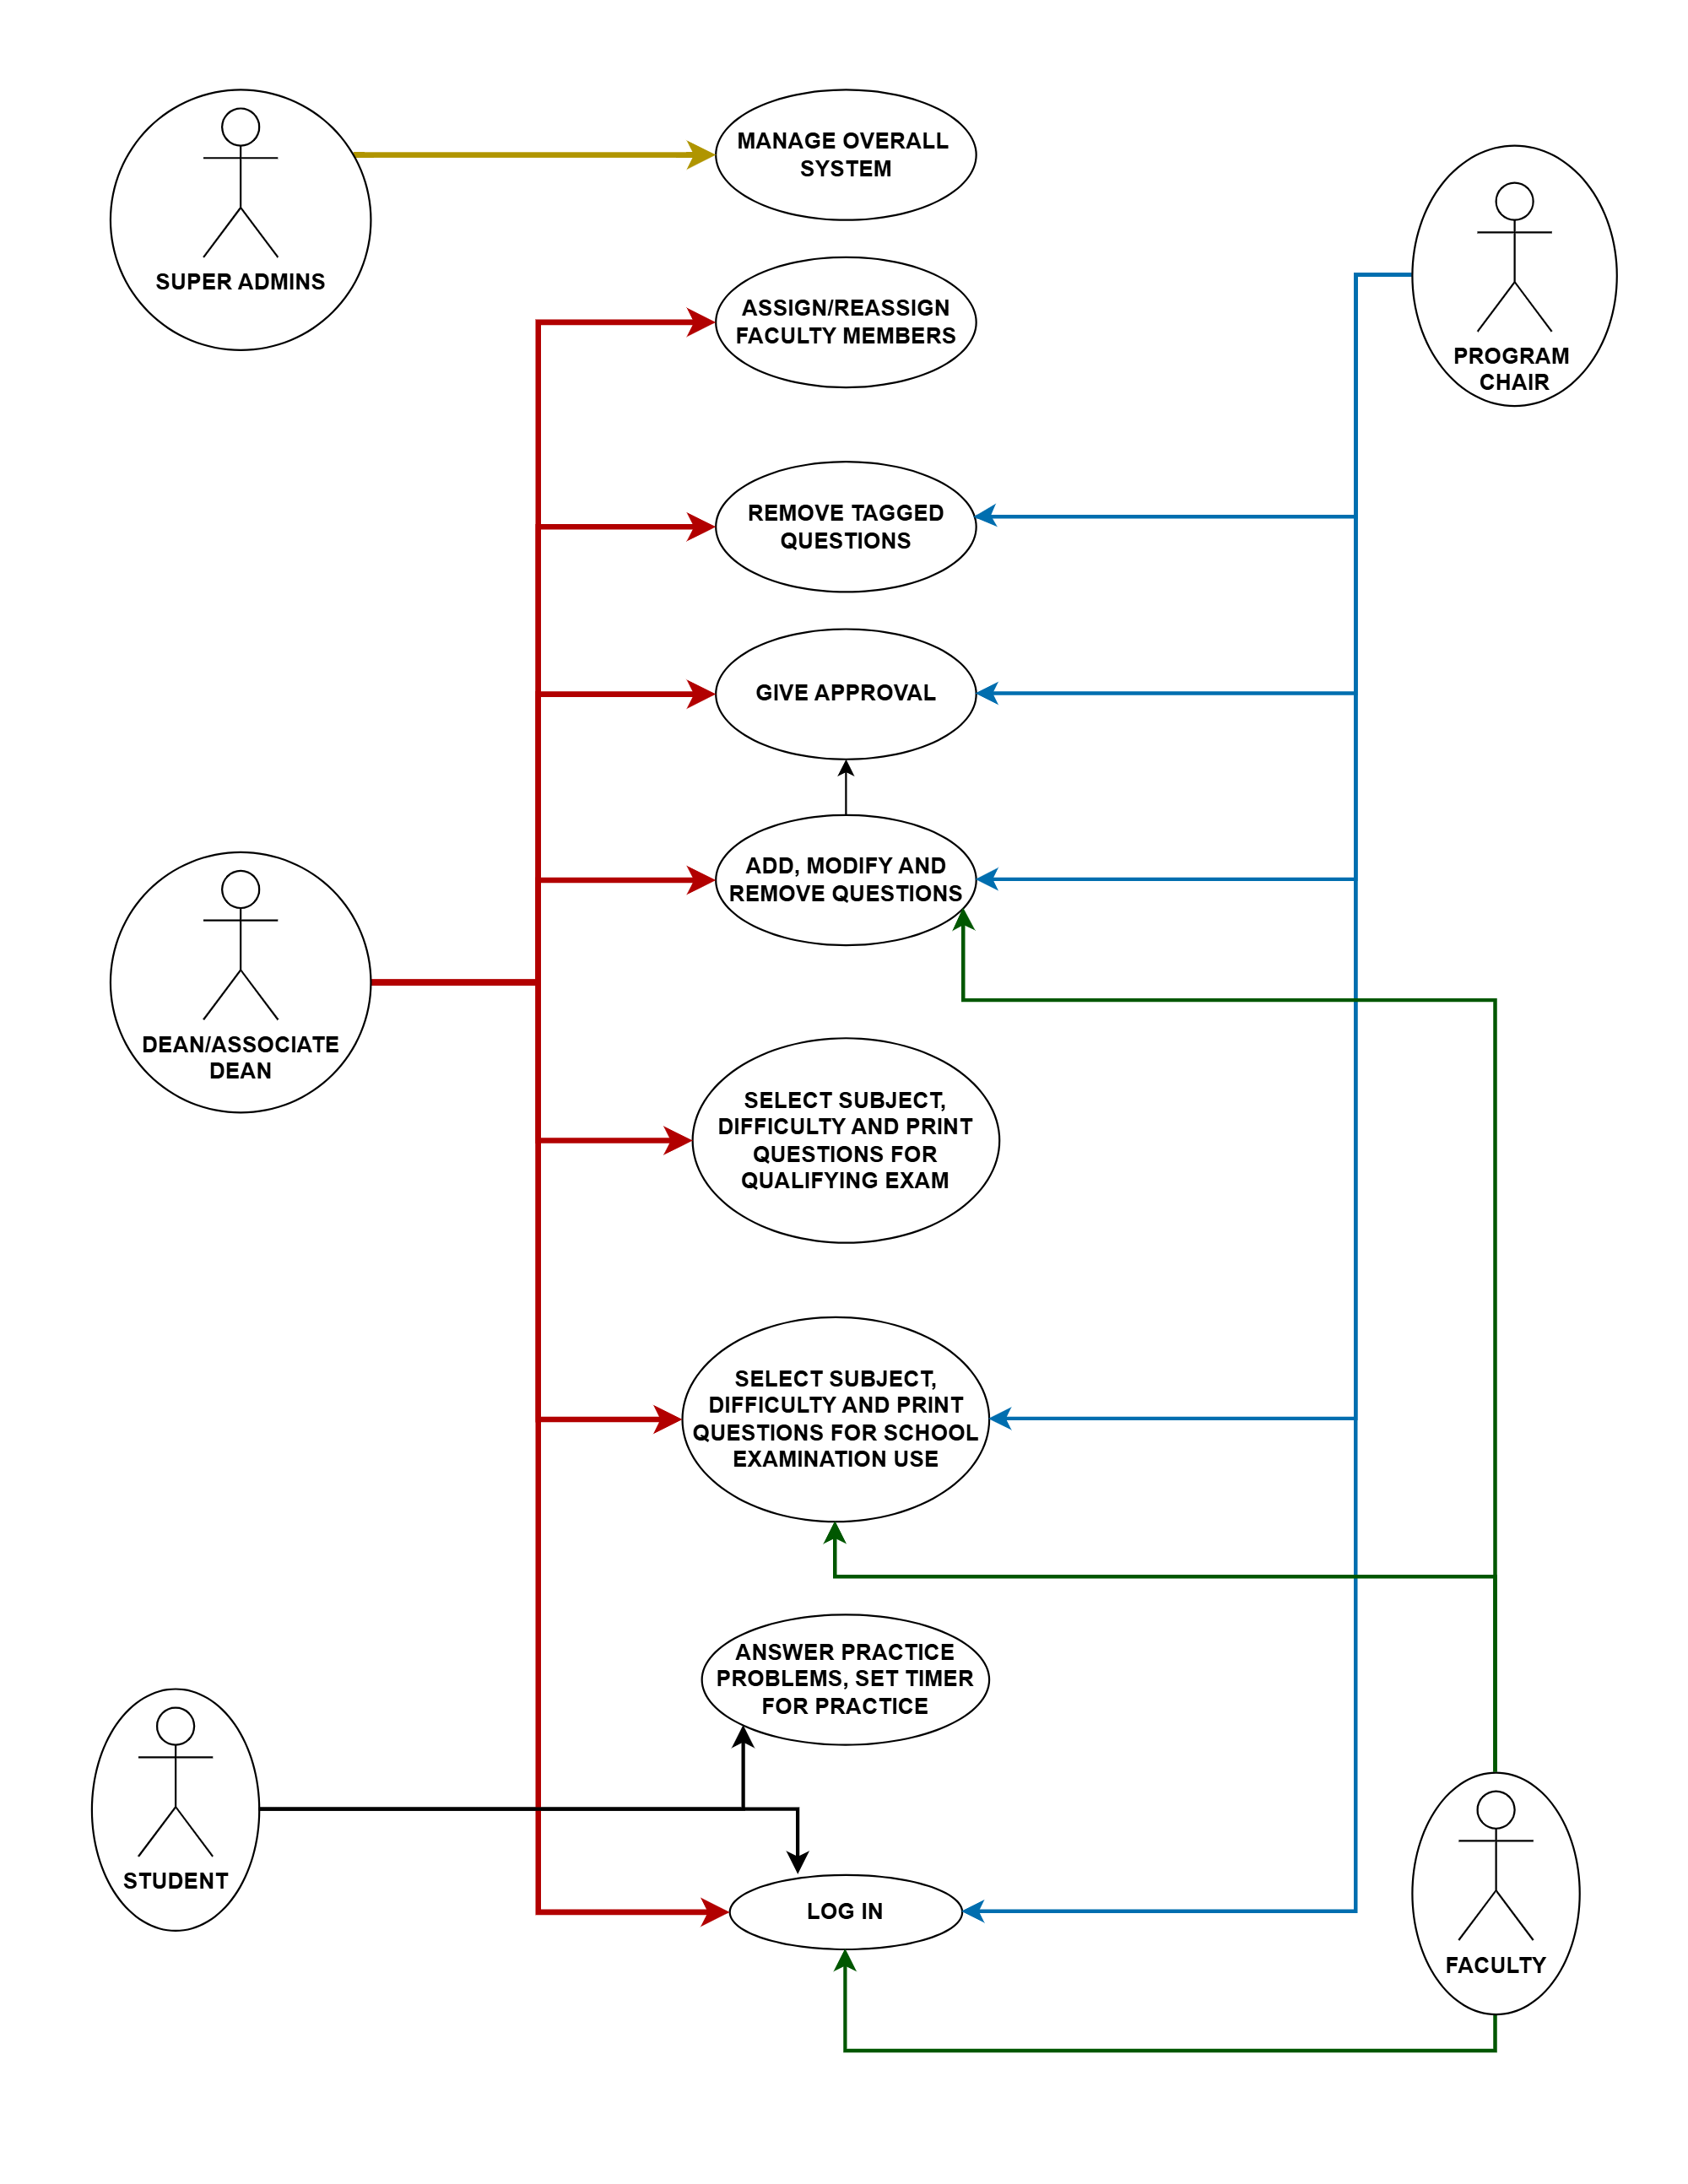 MANAGE OVERALL
SYSTEM
SUPER ADMINS
ASSIGN/REASSIGN
FACULTY MEMBERS
PROGRAM
CHAIR
REMOVE TAGGED
QUESTIONS
GIVE APPROVAL
ADD, MODIFY AND
REMOVE QUESTIONS
DEAN/ASSOCIATE
DEAN
SELECT SUBJECT,
DIFFICULTY AND PRINT
QUESTIONS FOR
QUALIFYING EXAM
SELECT SUBJECT,
DIFFICULTY AND PRINT
QUESTIONS FOR SCHOOL
EXAMINATION USE
ANSWER PRACTICE
PROBLEMS, SET TIMER
FOR PRACTICE
STUDENT
LOG IN
FACULTY